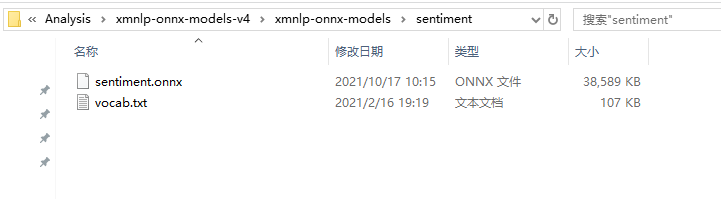 « Analysis › xmnlp-onnx-models-v4 › xmnlp-onnx-models › sentiment 搜索"sentiment"
名称 修改日期 类型 大小
sentiment.onnx 2021/10/17 10:15 ONNX 文件 38,589 KB
vocab.txt 2021/2/16 19:19 文本文档 107 KB